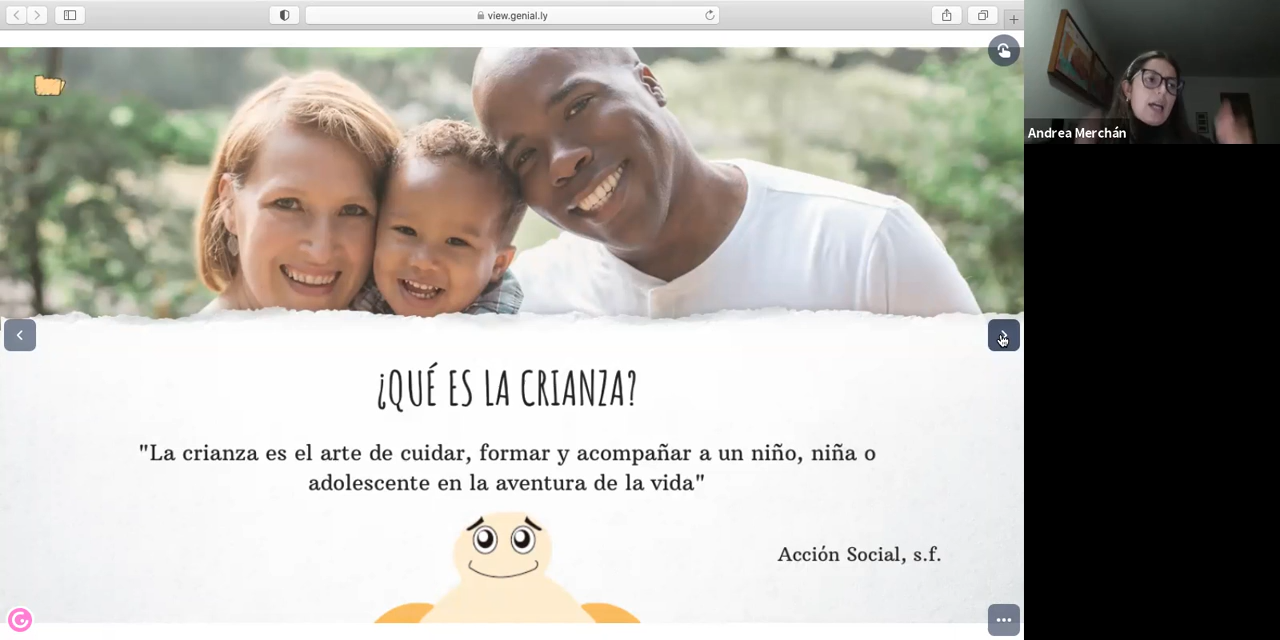 view.genial.ly
Andrea Merchán
¿QUÉ ES LA CRIANZA?
"La crianza es el arte de cuidar, formar y acompañar a un niño, niña o
adolescente en la aventura de la vida"
Acción Social, s.f.